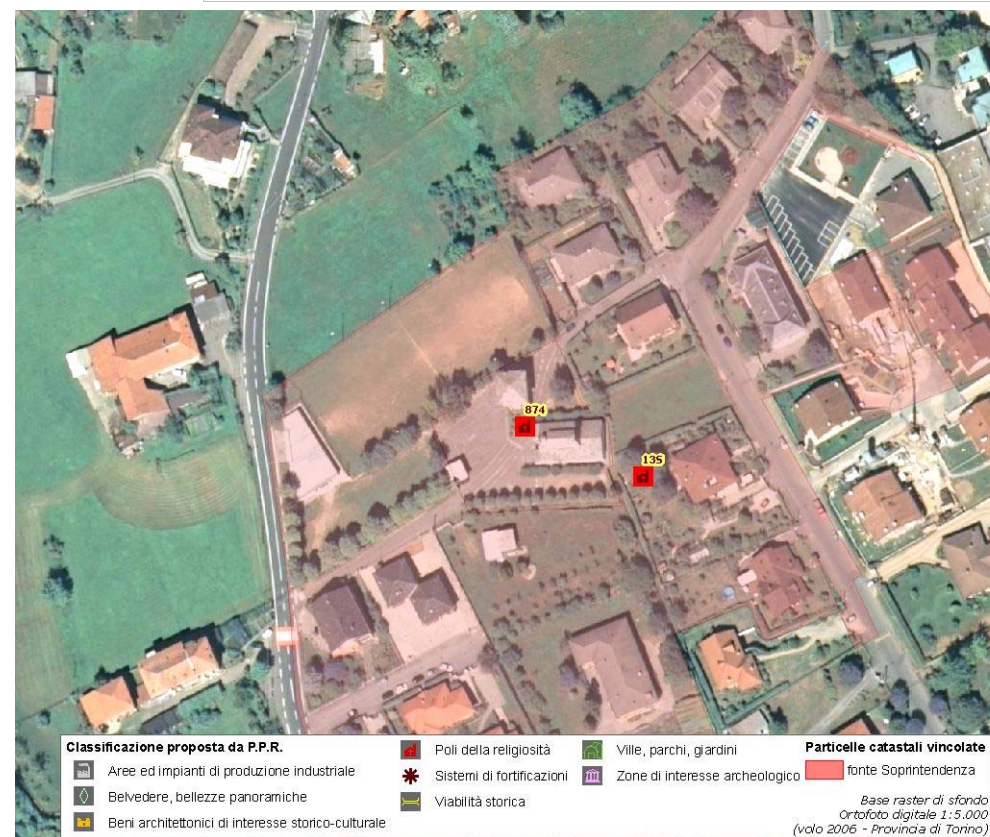 874
135
Classificazione proposta da P.P.R.
Aree ed impianti di produzione industriale
Belvedere, bellezze panoramiche
Beni architettonici di interesse storico-culturale
Poli della religiosità
Sistemi di fortificazioni
Viabilità storica
Ville, parchi, giardini
Zone di interesse archeologico
Particelle catastali vincolate
fonte Soprintendenza
Base raster di sfondo
Ortofoto digitale 1:5.000
(volo 2006 - Provincia di Torino)